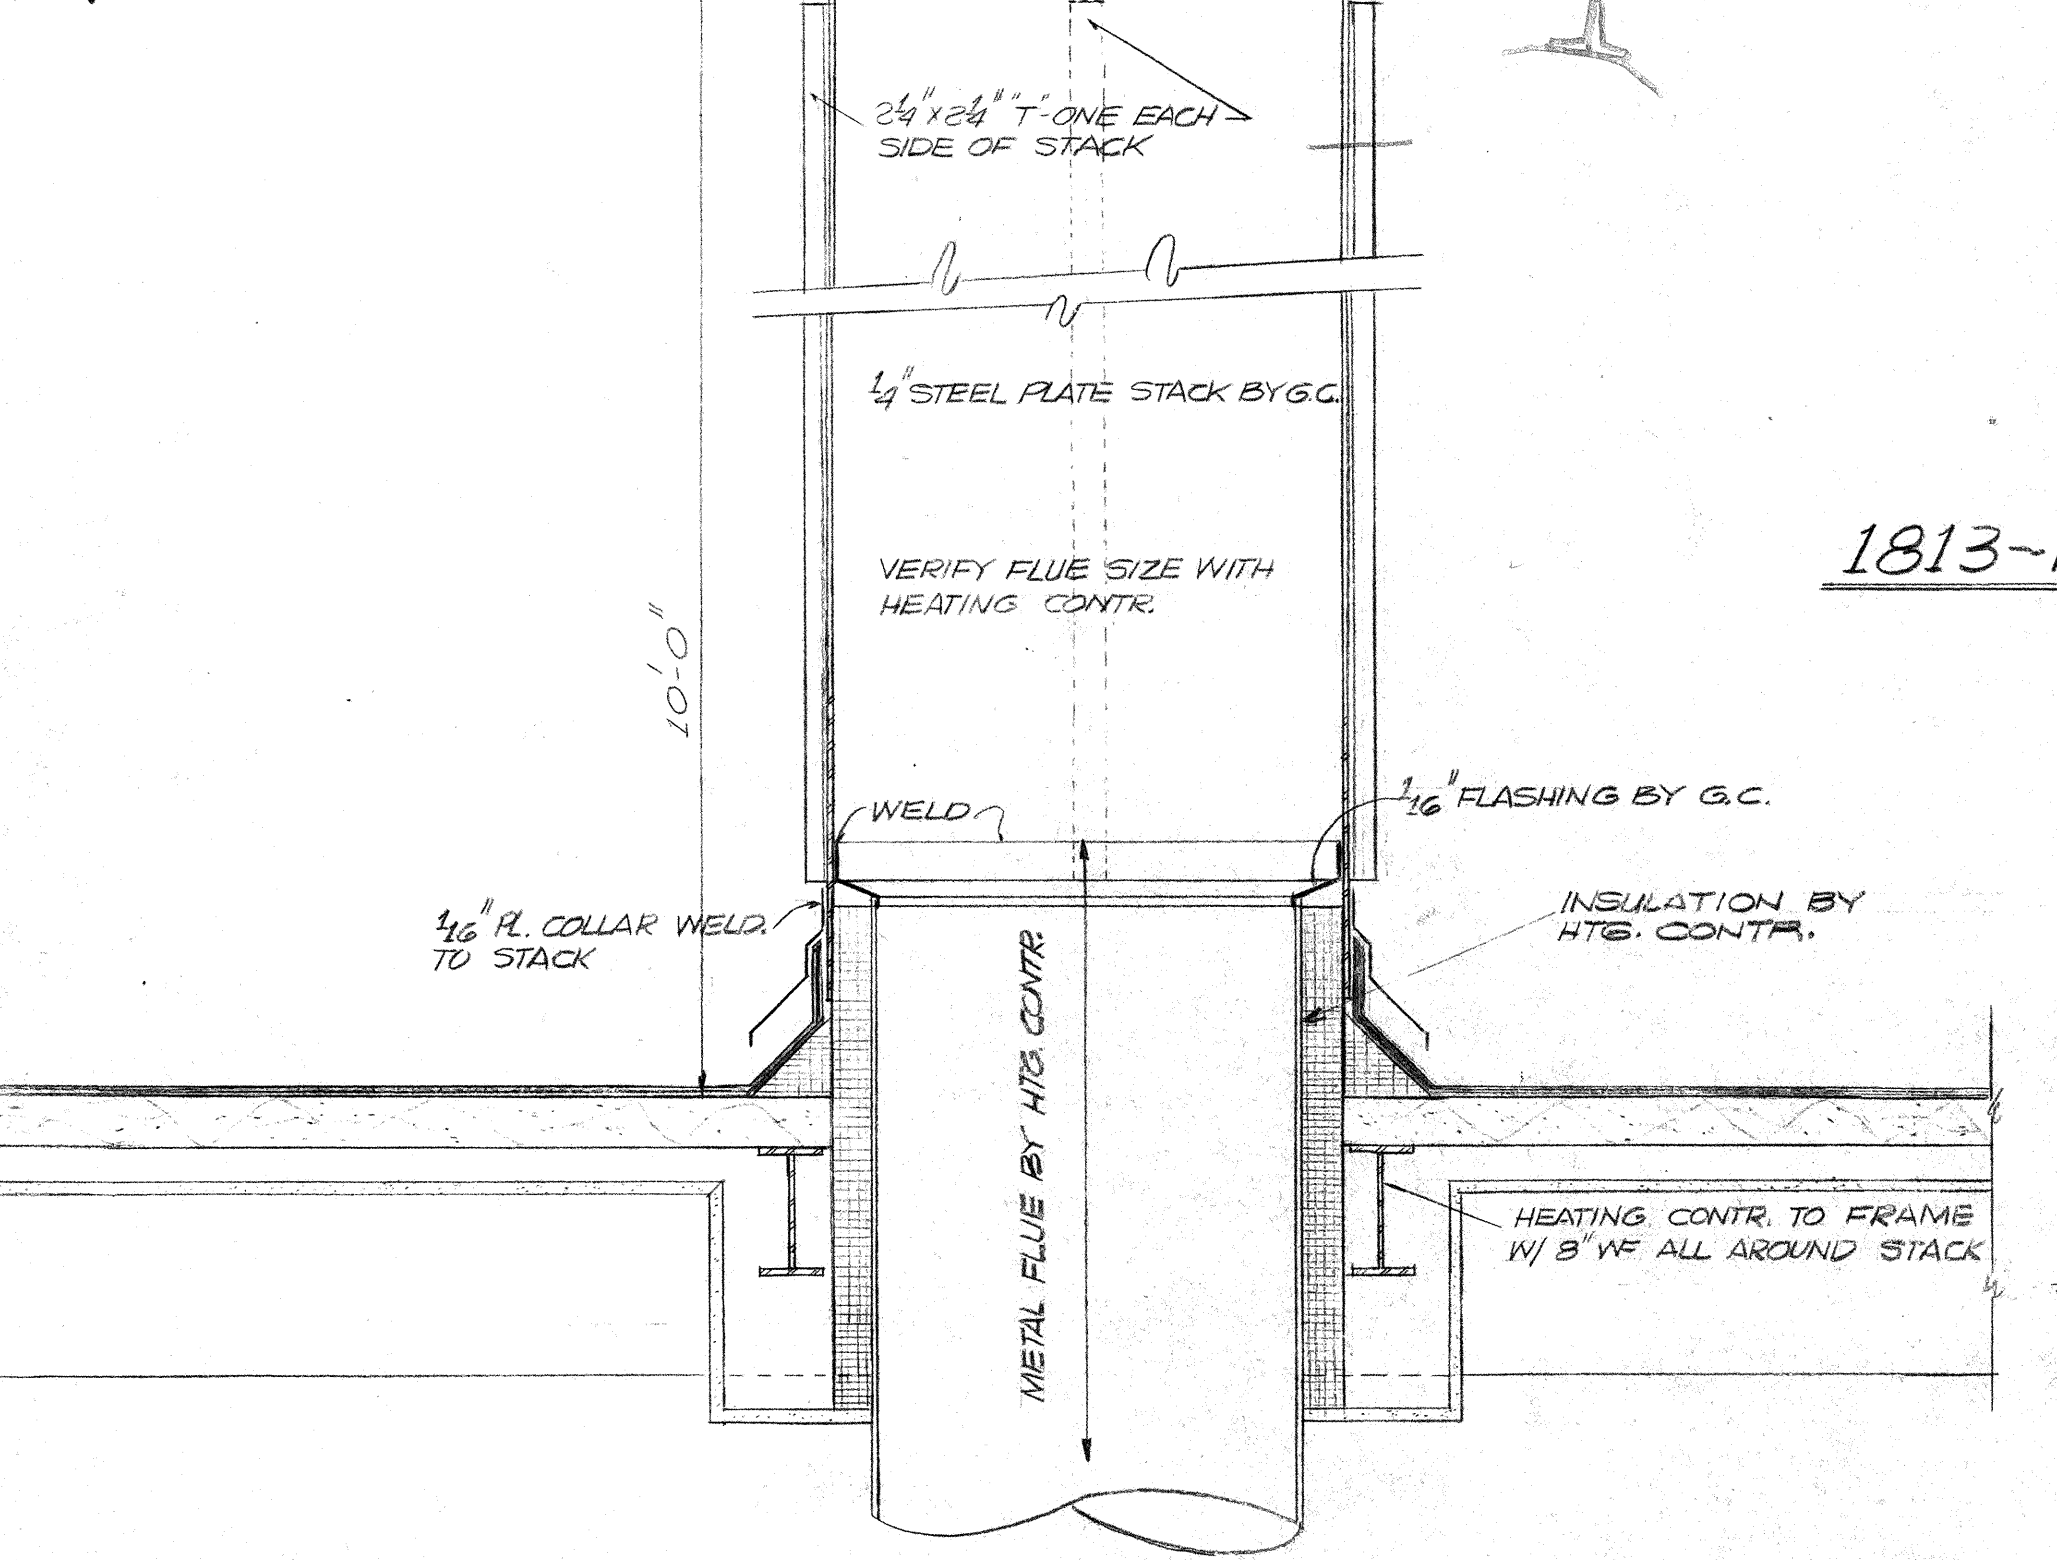 2¼" x 2¼" "T"-ONE EACH
SIDE OF STACK
¼" STEEL PLATE STACK BY G.C.
VERIFY FLUE SIZE WITH
HEATING CONTR.
10'-0"
1813~
WELD
1/16" FLASHING BY G.C.
1/16" PL. COLLAR WELD.
TO STACK
INSULATION BY
HTG. CONTR.
METAL FLUE BY HTG. CONTR.
HEATING CONTR. TO FRAME
W/ 8" WF ALL AROUND STACK